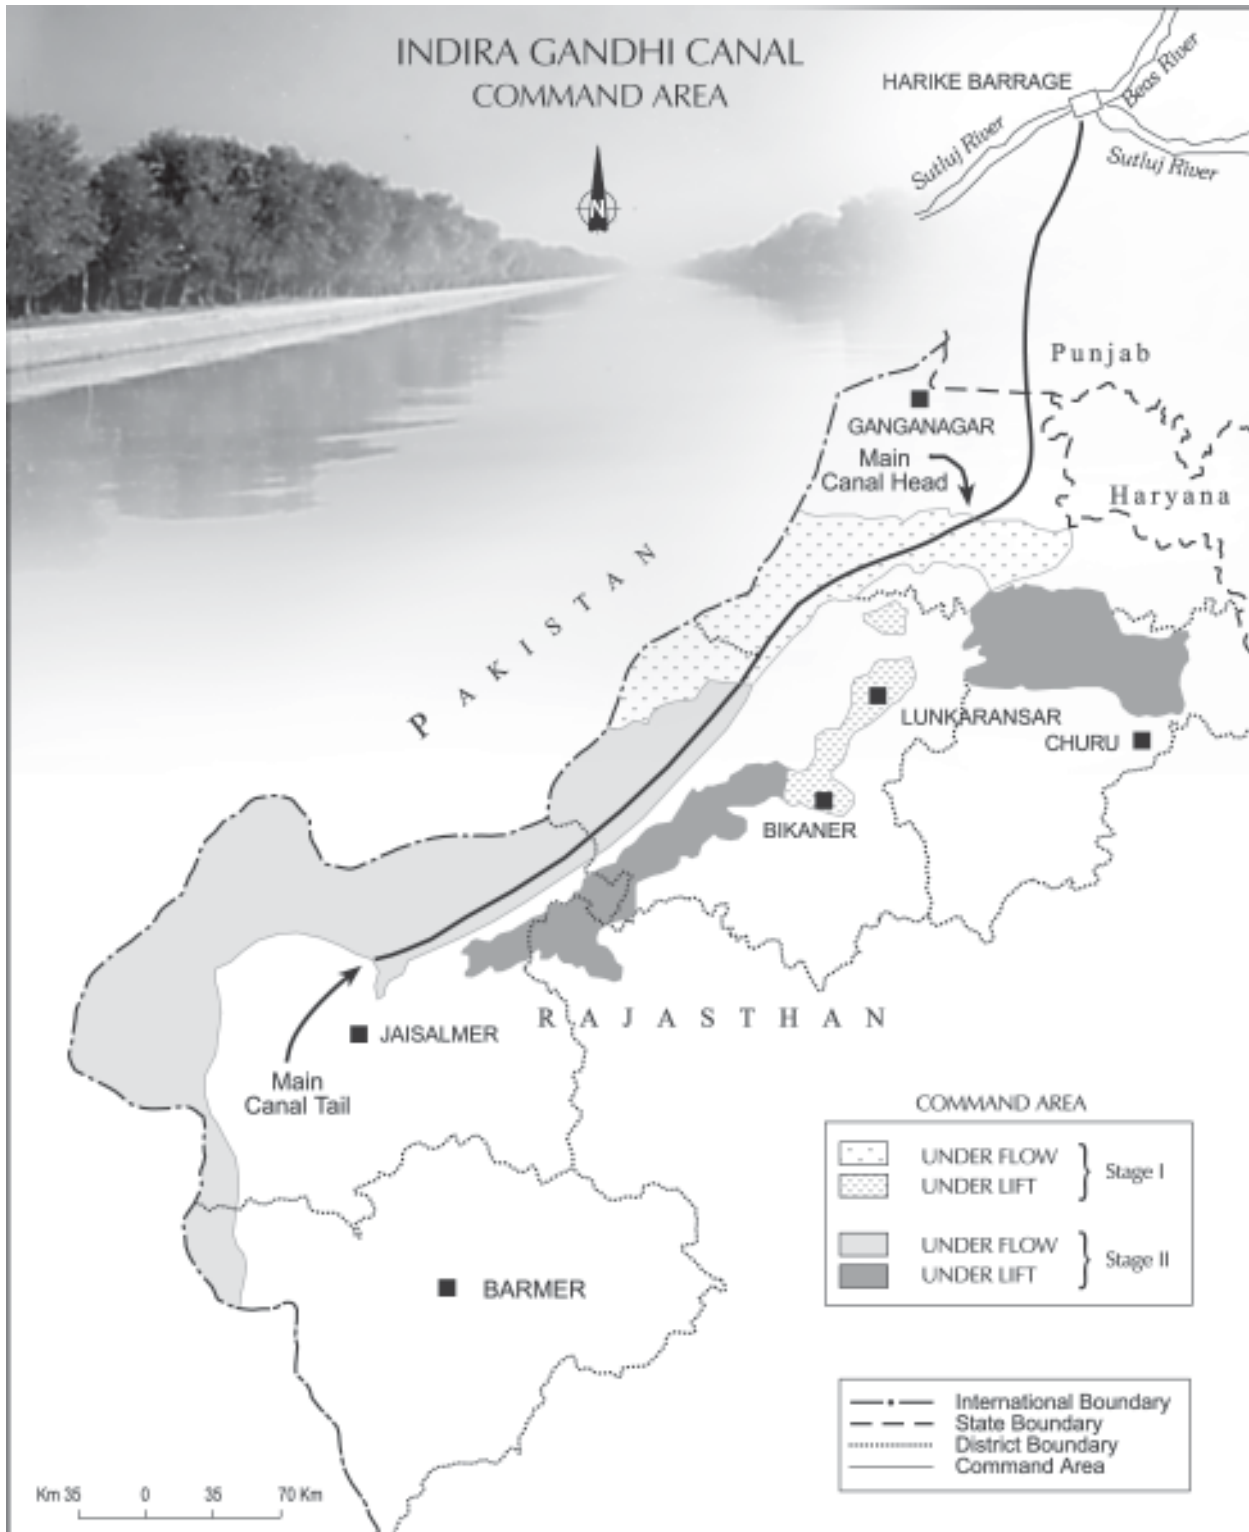 INDIRA GANDHI CANAL
COMMAND AREA
HARIKE BARRAGE
Beas River
Sutluj River
Sutluj River
N
Punjab
GANGANAGAR
Main
Canal Head
Haryana
PAKISTAN
LUNKARANSAR
CHURU
BIKANER
RAJASTHAN
JAISALMER
Main
Canal Tail
BARMER
COMMAND AREA
UNDER FLOW
UNDER LIFT
Stage I
UNDER FLOW
UNDER LIFT
Stage II
International Boundary
State Boundary
District Boundary
Command Area
Km 35 0 35 70 Km